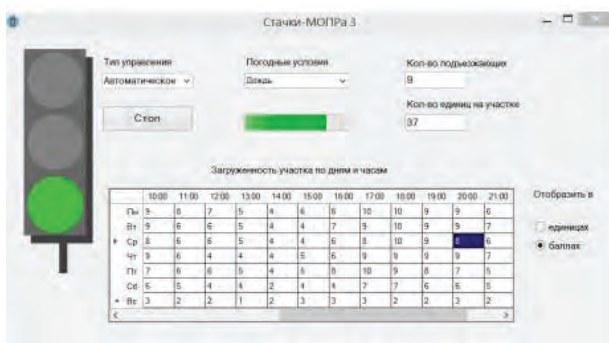 Стачки-МОПРа 3
Тип управления
Погодные условия
Кол-во подъезжающих
Автоматическое
Дождь
9
Кол-во единиц на участке
Стоп
37
Загруженность участка по дням и часам
10:00 11:00 12:00 13:00 14:00 15:00 16:00 17:00 18:00 19:00 20:00 21:00
Отобразить в
Пн 9 8 7 5 4 6 8 10 10 9 9 6
Вт 9 6 6 5 4 4 7 9 10 9 9 7
единицах
Ср 8 6 6 5 4 4 6 8 10 9 8 6
баллах
Чт 9 6 4 4 4 5 6 9 9 9 9 7
Пт 7 6 6 5 4 5 8 10 9 8 7 5
Сб 6 5 4 4 2 4 4 7 7 6 6 5
Вс 3 2 2 1 2 3 3 3 2 2 3 2